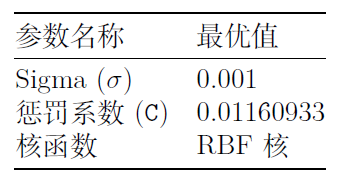 参数名称 最优值
Sigma (σ) 0.001
惩罚系数 (C) 0.01160933
核函数 RBF 核